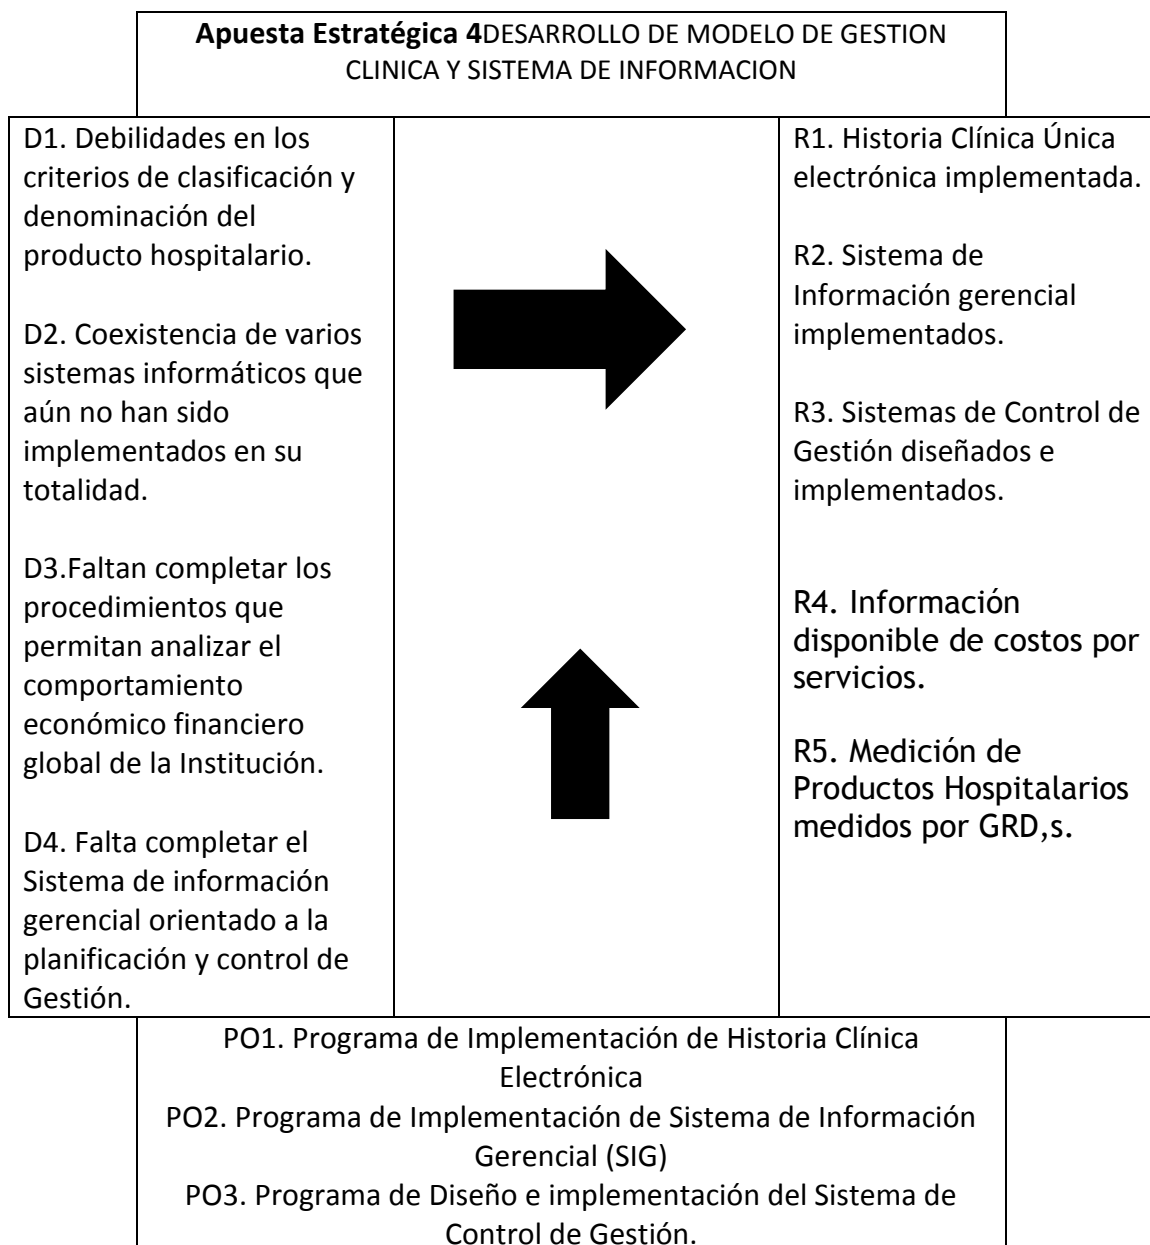 Apuesta Estratégica 4DESARROLLO DE MODELO DE GESTION
CLINICA Y SISTEMA DE INFORMACION
D1. Debilidades en los
criterios de clasificación y
denominación del
producto hospitalario.
D2. Coexistencia de varios
sistemas informáticos que
aún no han sido
implementados en su
totalidad.
D3.Faltan completar los
procedimientos que
permitan analizar el
comportamiento
económico financiero
global de la Institución.
D4. Falta completar el
Sistema de información
gerencial orientado a la
planificación y control de
Gestión.
R1. Historia Clínica Única
electrónica implementada.
R2. Sistema de
Información gerencial
implementados.
R3. Sistemas de Control de
Gestión diseñados e
implementados.
R4. Información
disponible de costos por
servicios.
R5. Medición de
Productos Hospitalarios
medidos por GRD,s.
PO1. Programa de Implementación de Historia Clínica
Electrónica
PO2. Programa de Implementación de Sistema de Información
Gerencial (SIG)
PO3. Programa de Diseño e implementación del Sistema de
Control de Gestión.